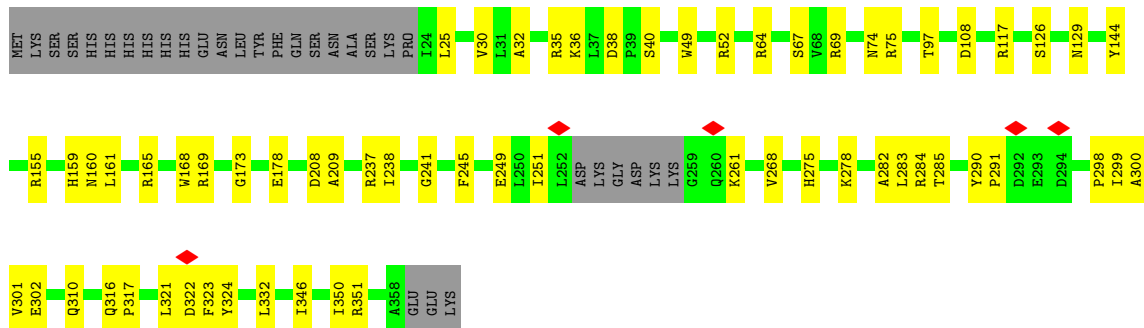 MET LYS SER SER HIS HIS HIS HIS HIS HIS GLU ASN LEU TYR PHE GLN SER ASN ALA SER LYS PRO I24 L25 V30 L31 A32 R35 K36 L37 D38 P39 S40 W49 R52 R64 S67 V68 R69 N74 R75 T97 D108 R117 S126 N129 Y144
R155 H159 N160 L161 R165 W168 R169 G173 E178 D208 A209 R237 I238 G241 F245 E249 L250 I251 L252 ASP LYS GLY ASP LYS LYS G259 Q260 K261 V268 H275 K278 A282 L283 R284 T285 Y290 P291 D292 E293 D294 P298 I299 A300
V301 E302 Q310 Q316 P317 L321 D322 F323 Y324 L332 I346 I350 R351 A358 GLU GLU LYS